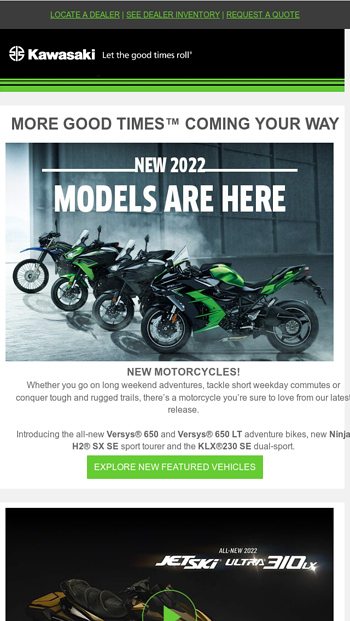 LOCATE A DEALER | SEE DEALER INVENTORY | REQUEST A QUOTE
Kawasaki Let the good times roll®
MORE GOOD TIMES™ COMING YOUR WAY
NEW 2022
MODELS ARE HERE
NEW MOTORCYCLES!
Whether you go on long weekend adventures, tackle short weekday commutes or
conquer tough and rugged trails, there's a motorcycle you're sure to love from our latest
release.
Introducing the all-new Versys® 650 and Versys® 650 LT adventure bikes, new Ninja
H2® SX SE sport tourer and the KLX®230 SE dual-sport.
EXPLORE NEW FEATURED VEHICLES
ALL-NEW 2022
JETSKI® ULTRA 310LX